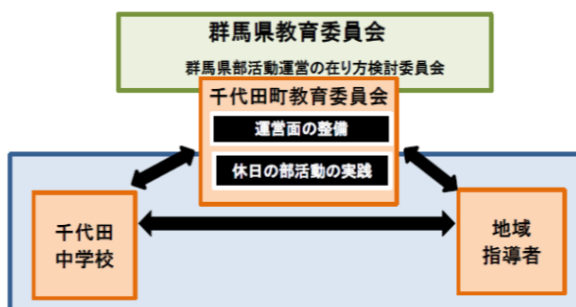 群馬県教育委員会
群馬県部活動運営の在り方検討委員会
千代田町教育委員会
運営面の整備
休日の部活動の実践
千代田
中学校
地域
指導者